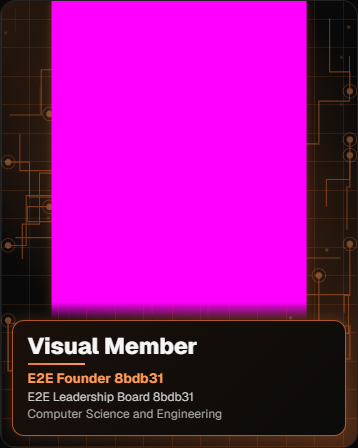 Visual Member
E2E Founder 8bdb31
E2E Leadership Board 8bdb31
Computer Science and Engineering